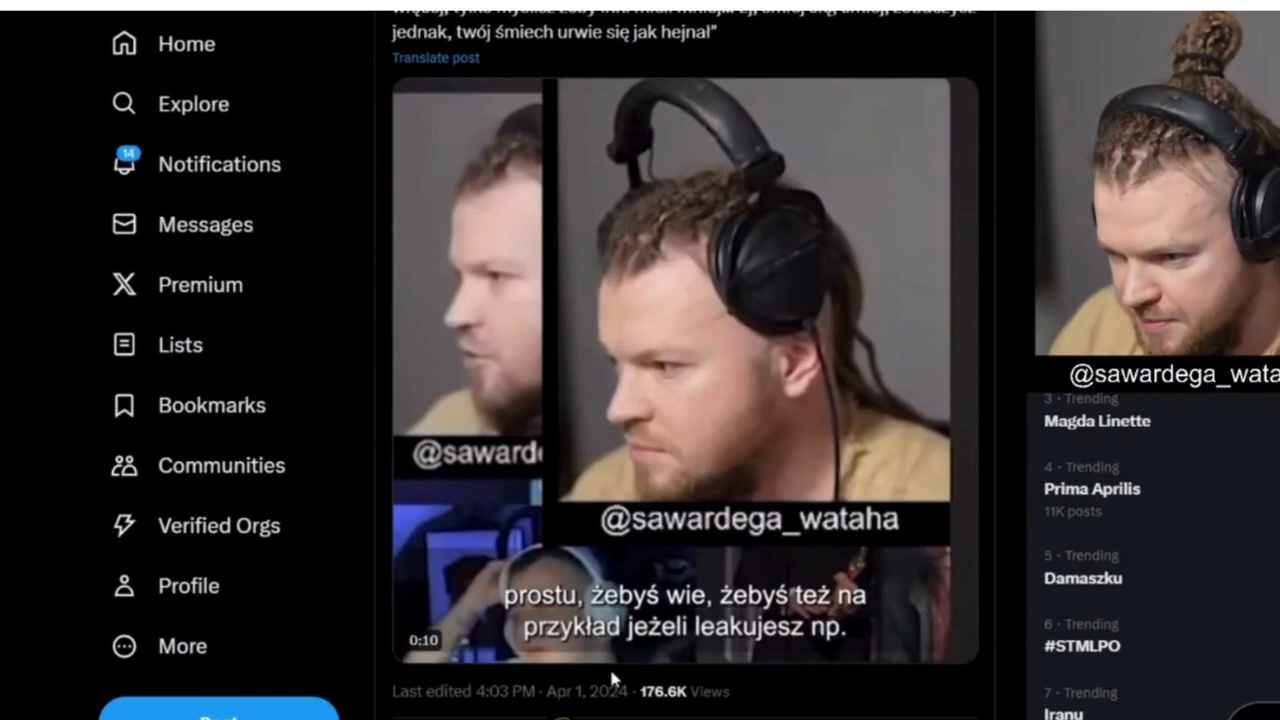 Home
Explore
14
Notifications
Messages
Premium
Lists
Bookmarks
Communities
Verified Orgs
Profile
More
jednak, twój śmiech urwie się jak hejnał"
Translate post
@saward
@sawardega_wataha
prostu, żebyś wie, żebyś też na
przykład jeżeli leakujesz np.
0:10
Last edited 4:03 PM · Apr 1, 2024 · 176.6K Views
@sawardega_wata
3 · Trending
Magda Linette
4 · Trending
Prima Aprilis
11K posts
5 · Trending
Damaszku
6 · Trending
#STMLPO
7 · Trending
Iranu